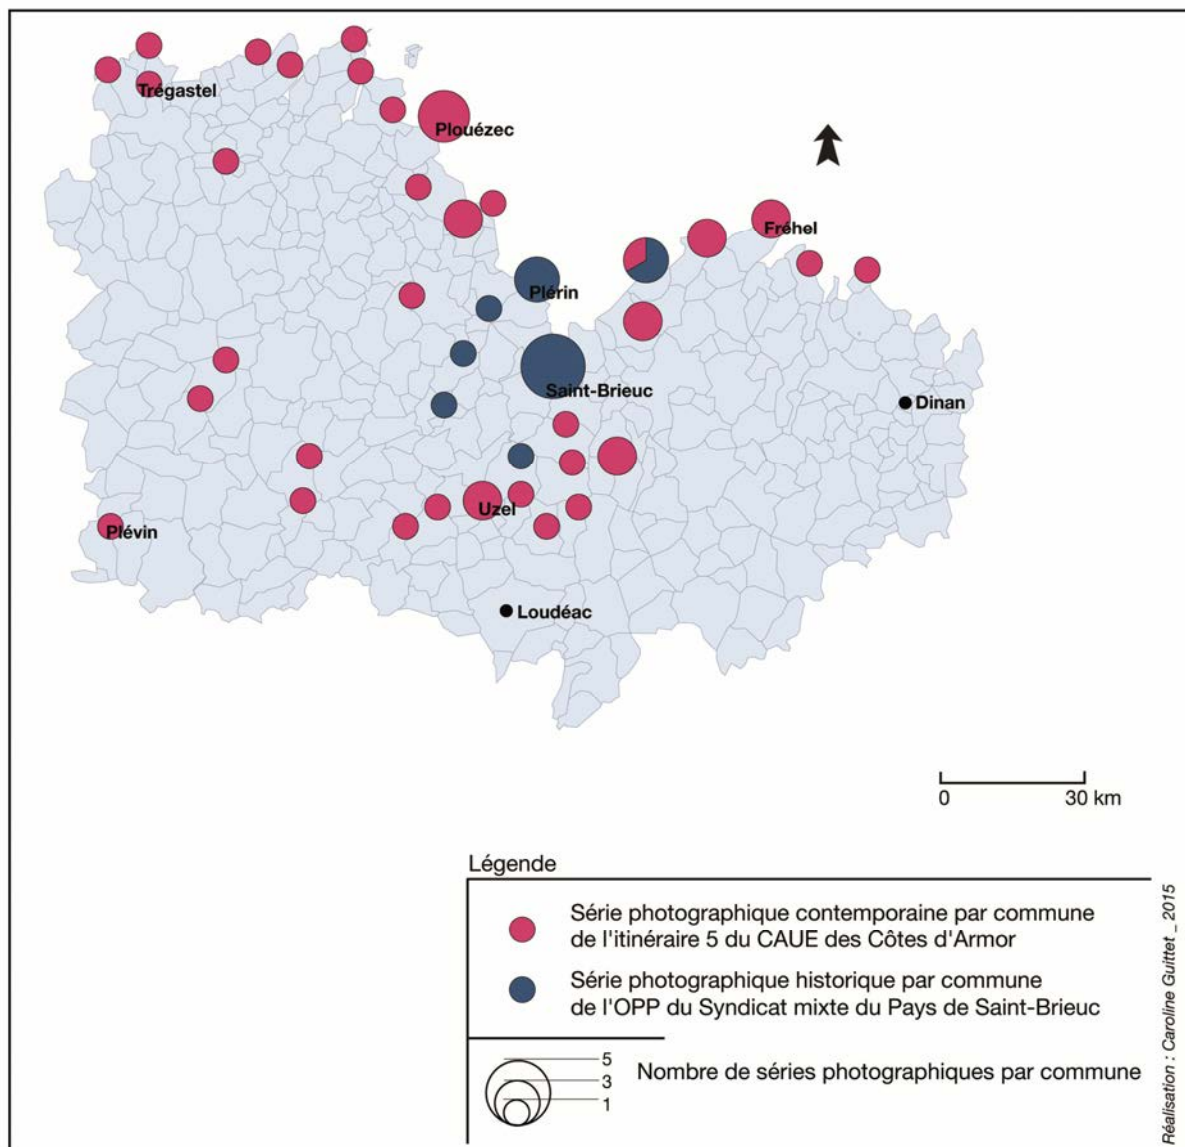 Trégastel
Plouézec
Fréhel
Plérin
Saint-Brieuc
Dinan
Uzel
Plévin
Loudéac
0 30 km
Légende
Série photographique contemporaine par commune
de l'itinéraire 5 du CAUE des Côtes d'Armor
Série photographique historique par commune
de l'OPP du Syndicat mixte du Pays de Saint-Brieuc
5
3
1
Nombre de séries photographiques par commune
Réalisation : Caroline Guittet _ 2015